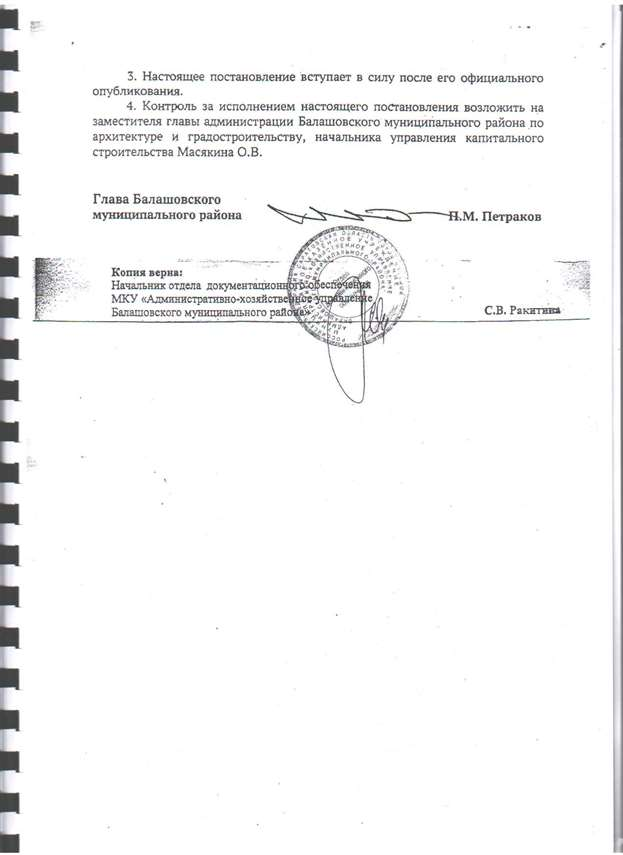 3. Настоящее постановление вступает в силу после его официального
опубликования.
4. Контроль за исполнением настоящего постановления возложить на
заместителя главы администрации Балашовского муниципального района по
архитектуре и градостроительству, начальника управления капитального
строительства Масякина О.В.
Глава Балашовского
муниципального района П.М. Петраков
Копия верна:
Начальник отдела документационного обеспечения
МКУ «Административно-хозяйственное управление
Балашовского муниципального района» С.В. Ракитина